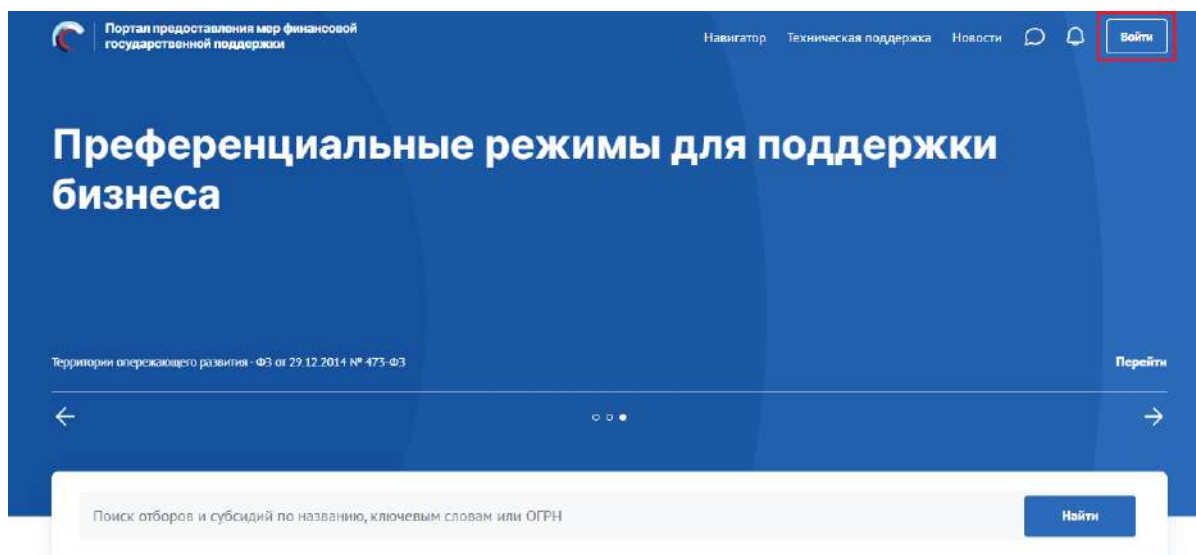 Портал предоставления мер финансовой
государственной поддержки
Навигатор Техническая поддержка Новости Войти
Преференциальные режимы для поддержки
бизнеса
Территории опережающего развития - ФЗ от 29.12.2014 № 473-ФЗ Перейти
Поиск отборов и субсидий по названию, ключевым словам или ОГРН Найти